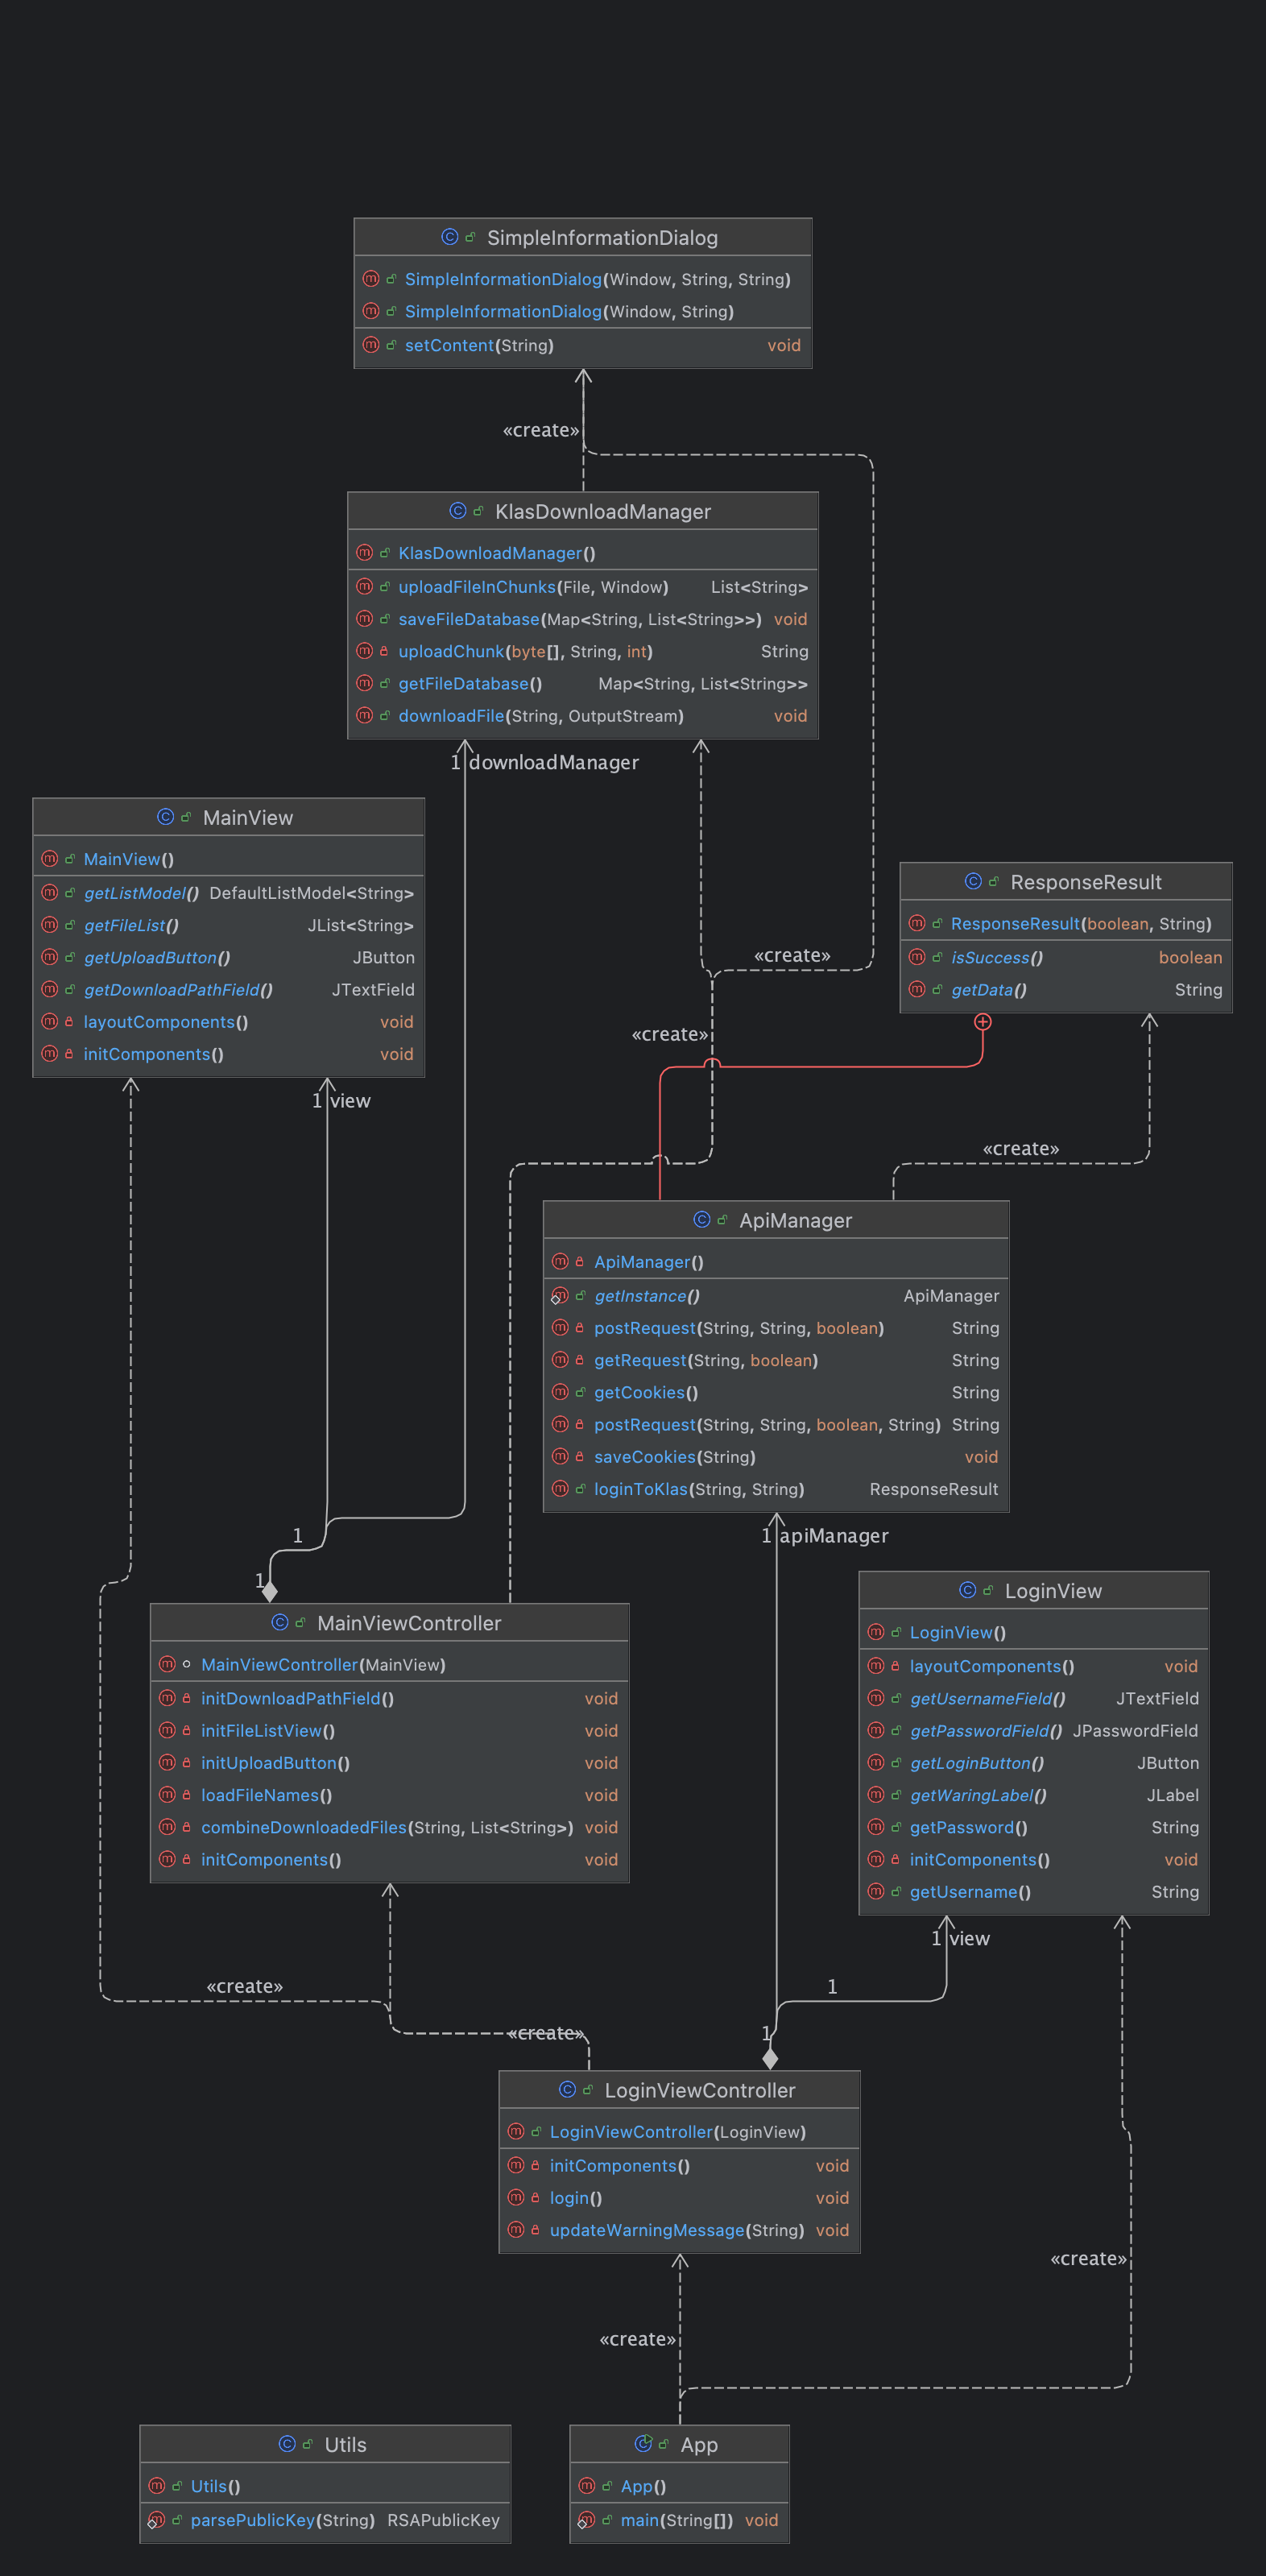 SimpleInformationDialog
SimpleInformationDialog(Window, String, String)
SimpleInformationDialog(Window, String)
setContent(String) void
«create»
KlasDownloadManager
KlasDownloadManager()
uploadFileInChunks(File, Window) List<String>
saveFileDatabase(Map<String, List<String>>) void
uploadChunk(byte[], String, int) String
getFileDatabase() Map<String, List<String>>
downloadFile(String, OutputStream) void
1 downloadManager
MainView
MainView()
getListModel() DefaultListModel<String>
getFileList() JList<String>
getUploadButton() JButton
getDownloadPathField() JTextField
layoutComponents() void
initComponents() void
1 view
ResponseResult
ResponseResult(boolean, String)
isSuccess() boolean
getData() String
«create»
«create»
«create»
ApiManager
ApiManager()
getInstance() ApiManager
postRequest(String, String, boolean) String
getRequest(String, boolean) String
getCookies() String
postRequest(String, String, boolean, String) String
saveCookies(String) void
loginToKlas(String, String) ResponseResult
1 apiManager
1
1
MainViewController
MainViewController(MainView)
initDownloadPathField() void
initFileListView() void
initUploadButton() void
loadFileNames() void
combineDownloadedFiles(String, List<String>) void
initComponents() void
LoginView
LoginView()
layoutComponents() void
getUsernameField() JTextField
getPasswordField() JPasswordField
getLoginButton() JButton
getWaringLabel() JLabel
getPassword() String
initComponents() void
getUsername() String
1 view
«create»
1
«create»
1
LoginViewController
LoginViewController(LoginView)
initComponents() void
login() void
updateWarningMessage(String) void
«create»
«create»
Utils
Utils()
parsePublicKey(String) RSAPublicKey
App
App()
main(String[]) void